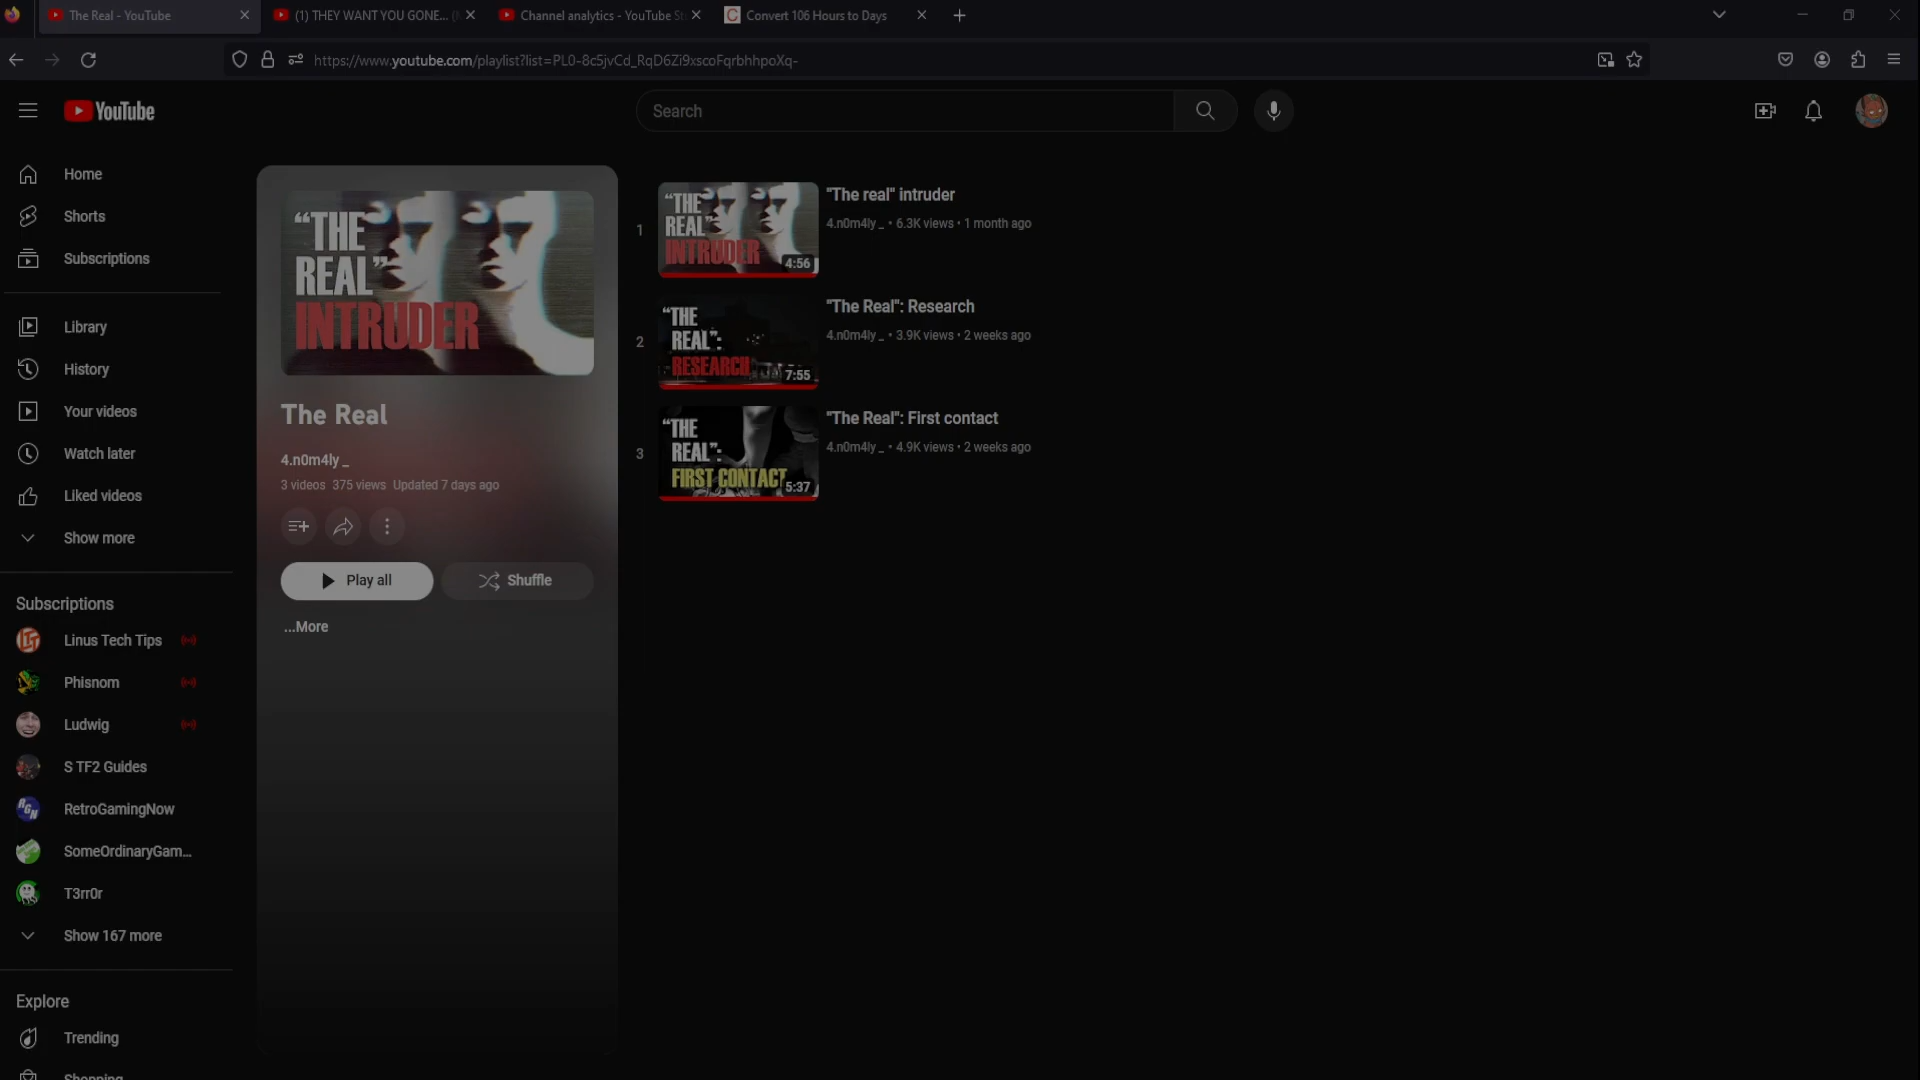 The Real - YouTube
(1) THEY WANT YOU GONE... (
Channel analytics - YouTube St
Convert 106 Hours to Days
https://www.youtube.com/playlist?list=PL0-8c5jvCd_RqD6Zi9xscoFqrbhhpoXq-
YouTube
Search
Home
Shorts
Subscriptions
Library
History
Your videos
Watch later
Liked videos
Show more
Subscriptions
Linus Tech Tips
Phisnom
Ludwig
S TF2 Guides
RetroGamingNow
SomeOrdinaryGam...
T3rr0r
Show 167 more
Explore
Trending
Shopping
“THE
REAL”
INTRUDER
The Real
4.n0m4ly _
3 videos 375 views Updated 7 days ago
Play all
Shuffle
...More
1
“THE
REAL”
INTRUDER
4:56
"The real" intruder
4.n0m4ly _ • 6.3K views • 1 month ago
2
“THE
REAL”:
RESEARCH
7:55
"The Real": Research
4.n0m4ly _ • 3.9K views • 2 weeks ago
3
“THE
REAL”:
FIRST CONTACT
5:37
"The Real": First contact
4.n0m4ly _ • 4.9K views • 2 weeks ago